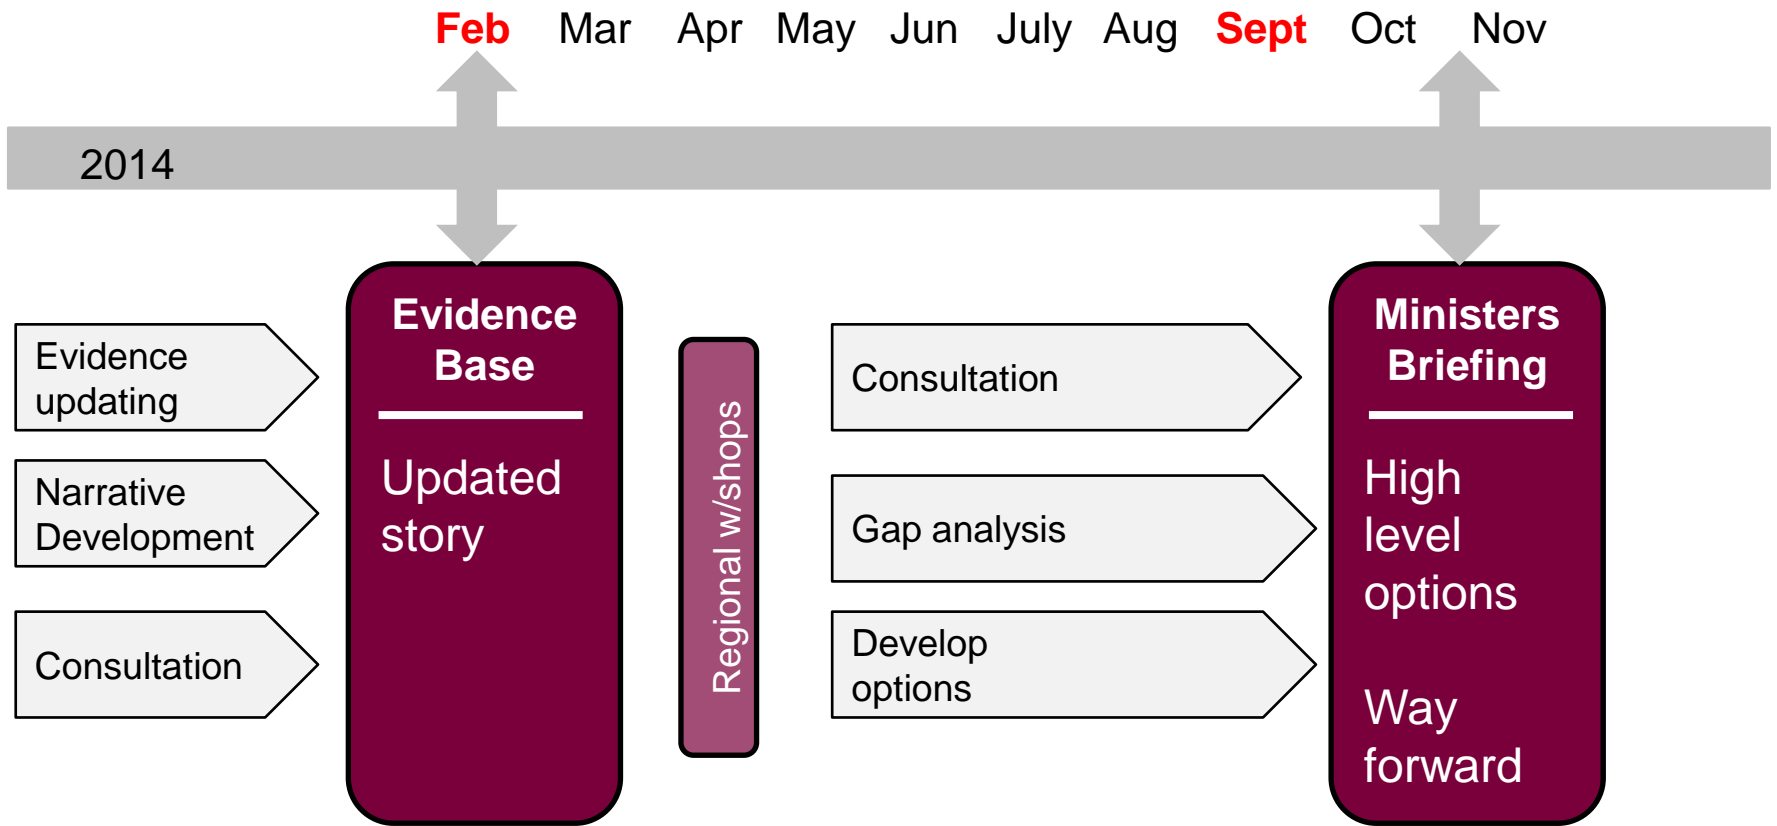 Feb Mar Apr May Jun July Aug Sept Oct Nov
2014
Evidence
updating
Narrative
Development
Consultation
Evidence
Base
Updated
story
Regional w/shops
Consultation
Gap analysis
Develop
options
Ministers
Briefing
High
level
options
Way
forward